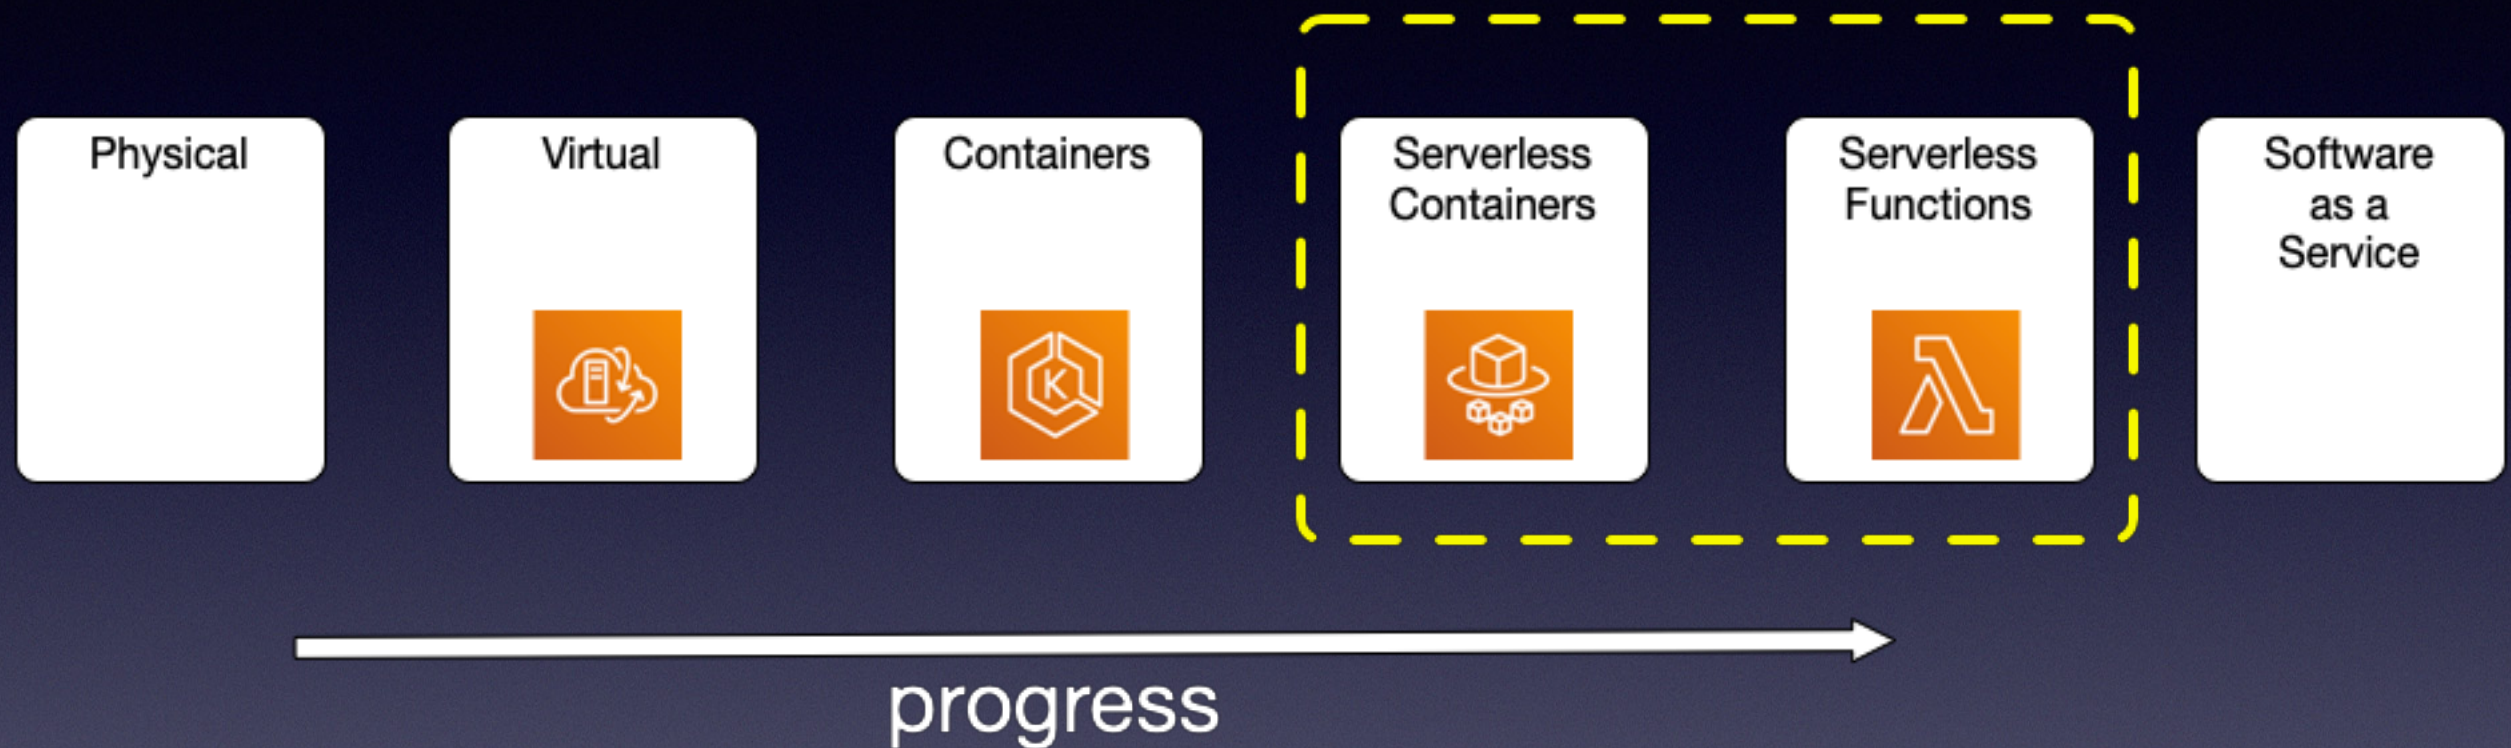 Physical
Virtual
Containers
Serverless
Containers
Serverless
Functions
Software
as a
Service
K
progress